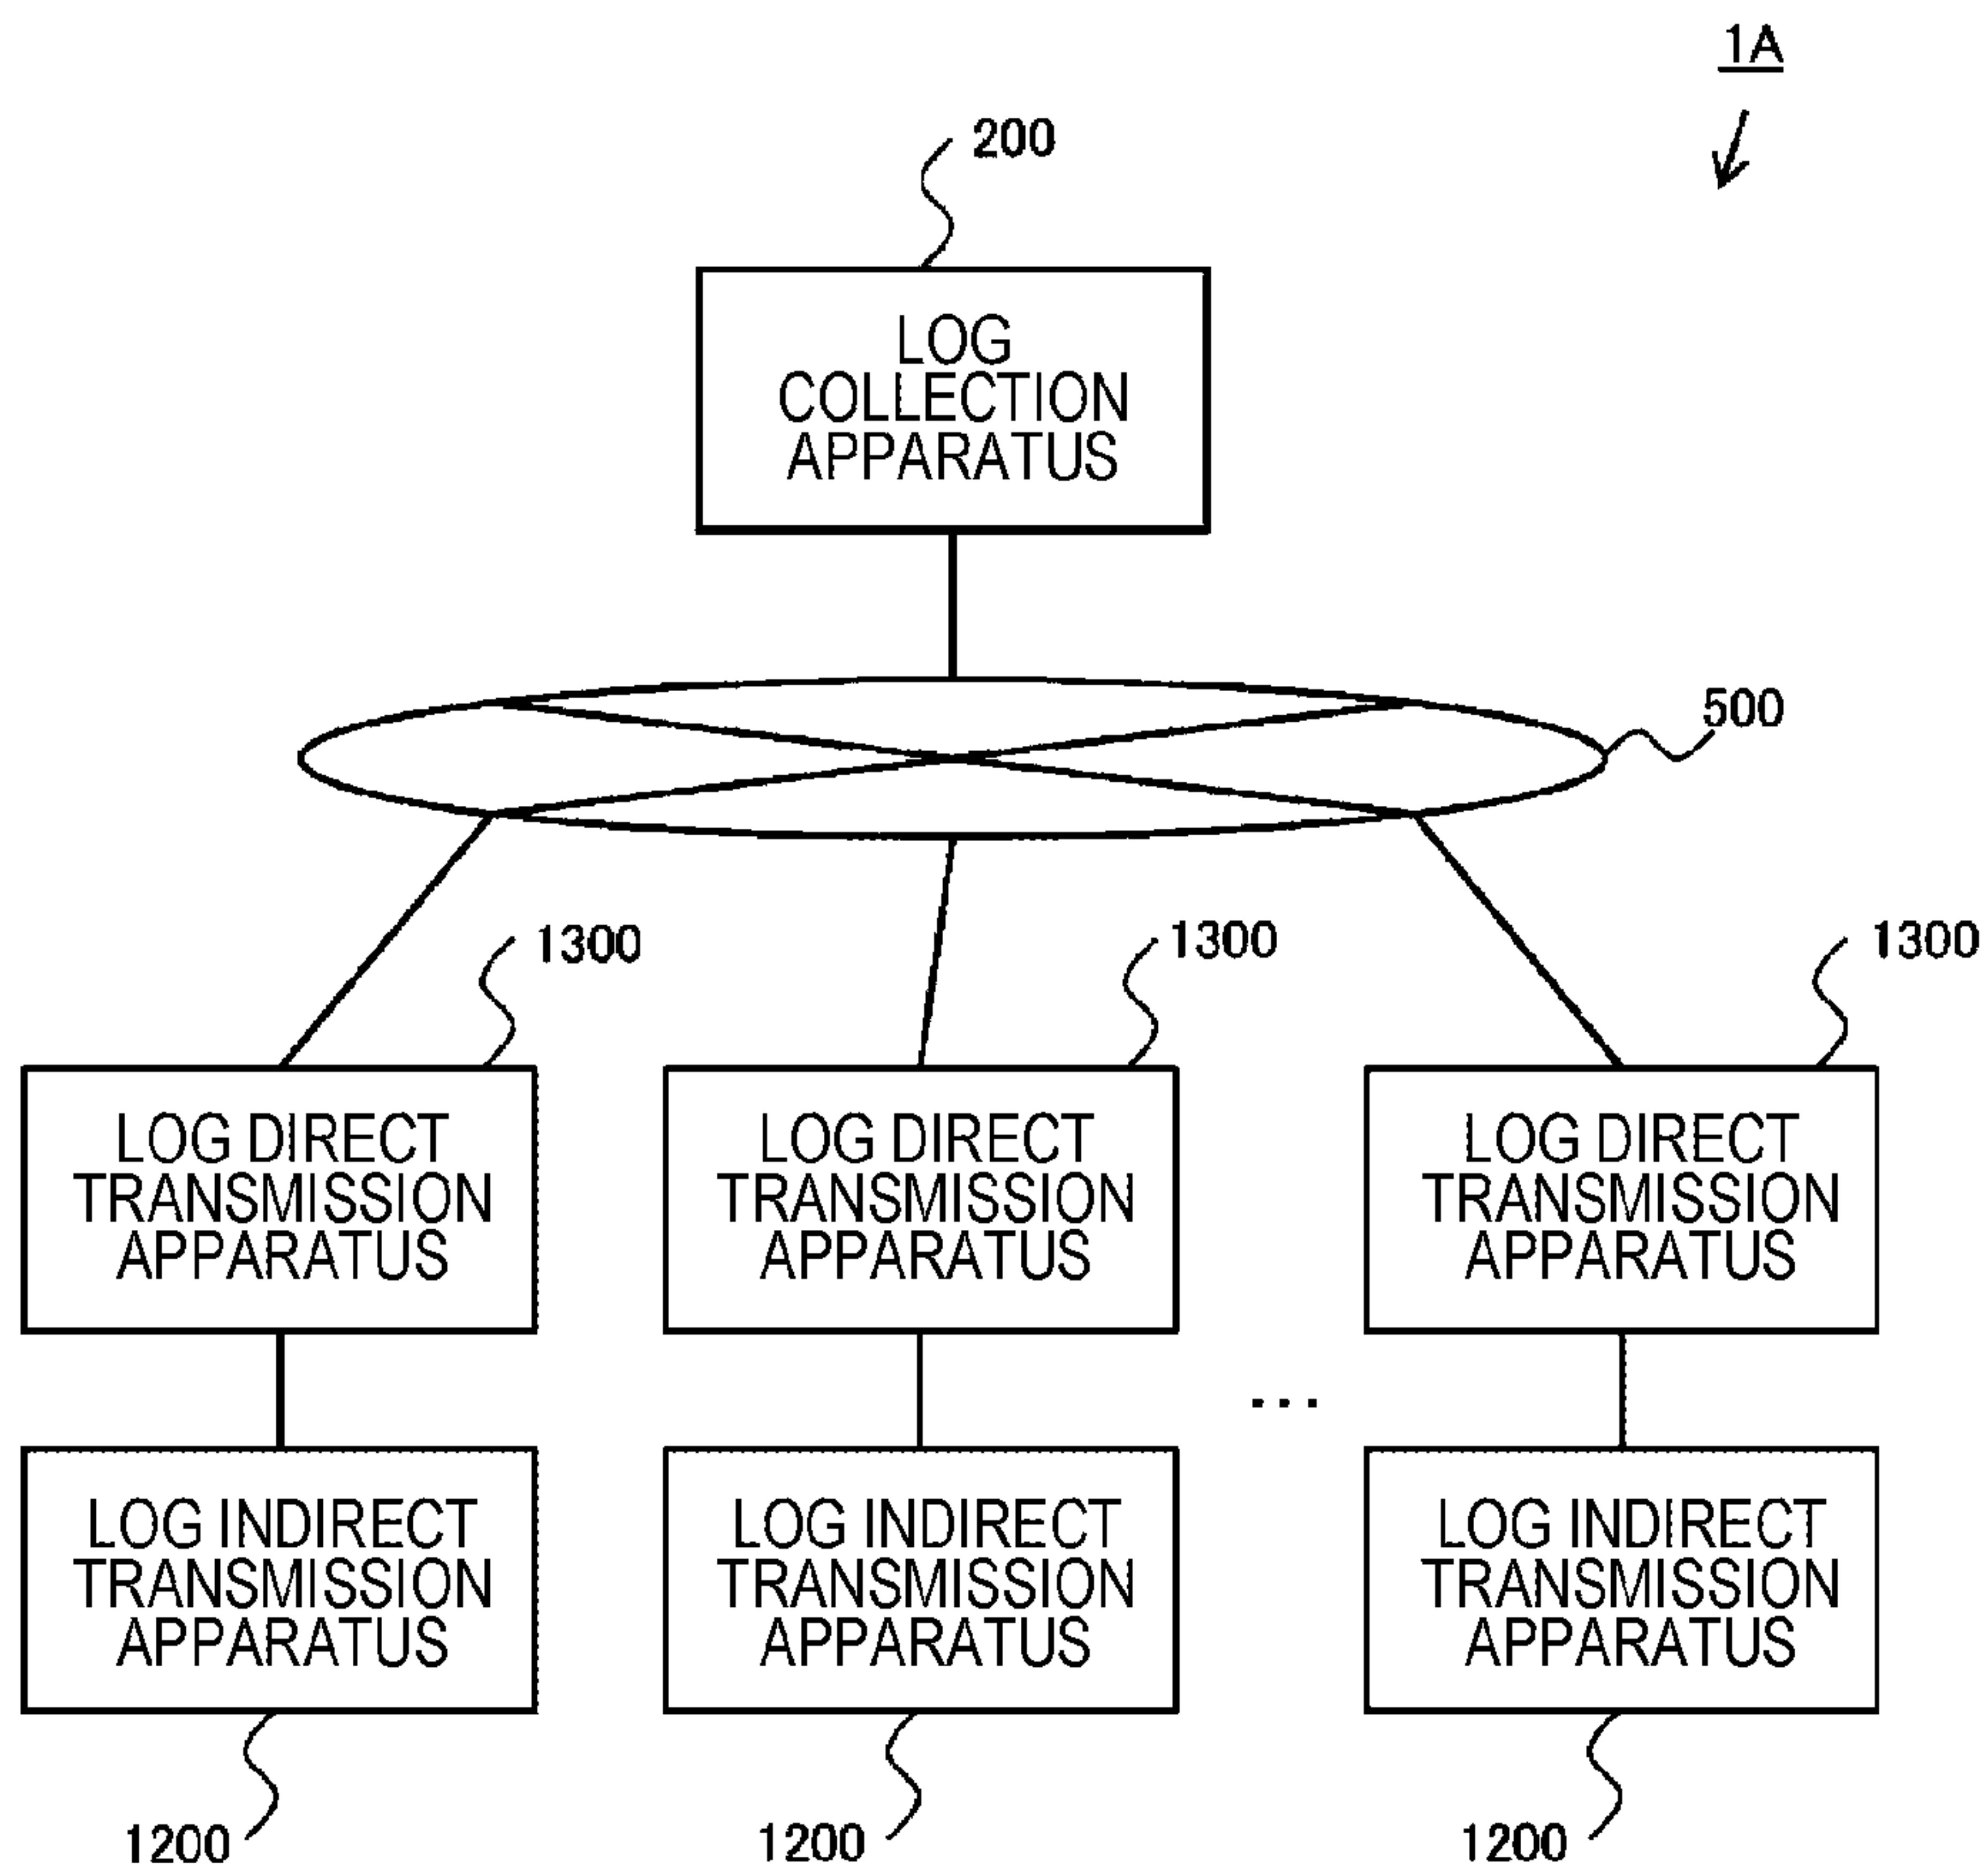 1A
200
LOG
COLLECTION
APPARATUS
500
1300
1300
1300
LOG DIRECT
TRANSMISSION
APPARATUS
LOG DIRECT
TRANSMISSION
APPARATUS
LOG DIRECT
TRANSMISSION
APPARATUS
...
LOG INDIRECT
TRANSMISSION
APPARATUS
LOG INDIRECT
TRANSMISSION
APPARATUS
LOG INDIRECT
TRANSMISSION
APPARATUS
1200
1200
1200